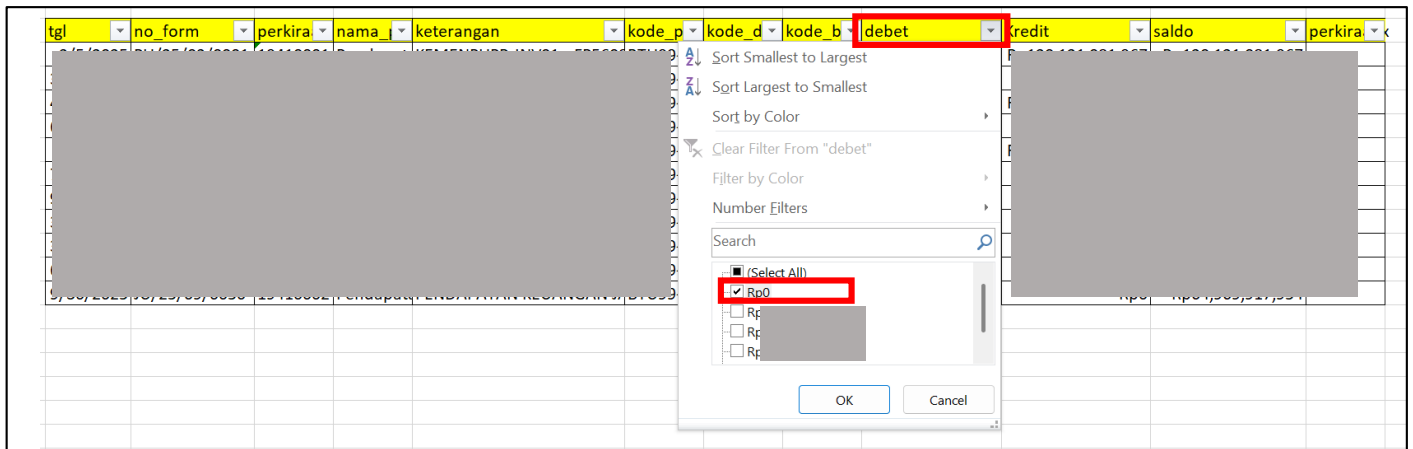 tgl no_form perkira nama_p keterangan kode_p kode_d kode_b debet Kredit saldo perkira x
Sort Smallest to Largest
Sort Largest to Smallest
Sort by Color
Clear Filter From "debet"
Filter by Color
Number Filters
Search
(Select All)
Rp0
Rp
Rp
Rp
OK Cancel